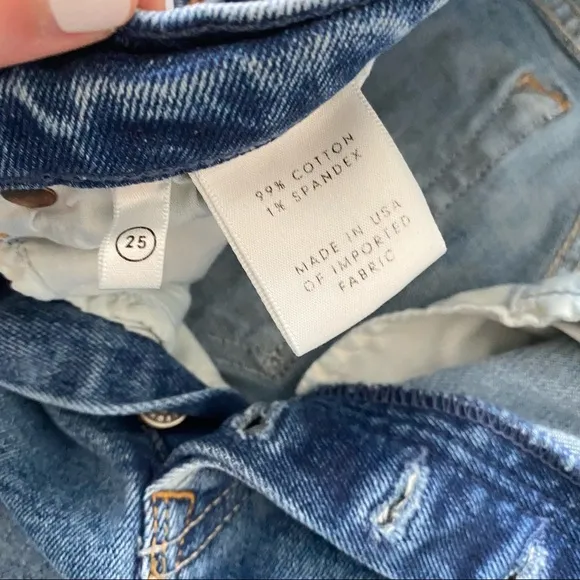 99% COTTON
1% SPANDEX
MADE IN USA
OF IMPORTED
FABRIC
25